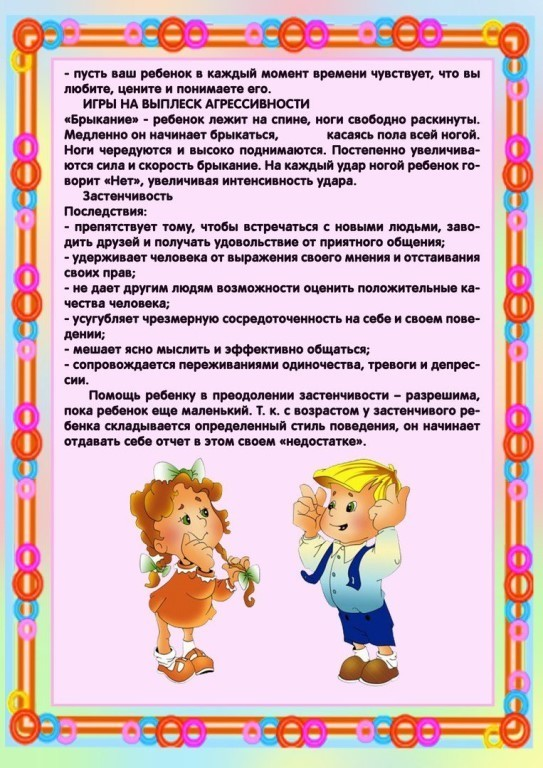 - пусть ваш ребенок в каждый момент времени чувствует, что вы
любите, цените и понимаете его.
ИГРЫ НА ВЫПЛЕСК АГРЕССИВНОСТИ
«Брыкание» - ребенок лежит на спине, ноги свободно раскинуты.
Медленно он начинает брыкаться, касаясь пола всей ногой.
Ноги чередуются и высоко поднимаются. Постепенно увеличива-
ются сила и скорость брыкание. На каждый удар ногой ребенок го-
ворит «Нет», увеличивая интенсивность удара.
Застенчивость
Последствия:
- препятствует тому, чтобы встречаться с новыми людьми, заво-
дить друзей и получать удовольствие от приятного общения;
- удерживает человека от выражения своего мнения и отстаивания
своих прав;
- не дает другим людям возможности оценить положительные ка-
чества человека;
- усугубляет чрезмерную сосредоточенность на себе и своем пове-
дении;
- мешает ясно мыслить и эффективно общаться;
- сопровождается переживаниями одиночества, тревоги и депрес-
сии.
Помощь ребенку в преодолении застенчивости – разрешима,
пока ребенок еще маленький. Т. к. с возрастом у застенчивого ре-
бенка складывается определенный стиль поведения, он начинает
отдавать себе отчет в этом своем «недостатке».